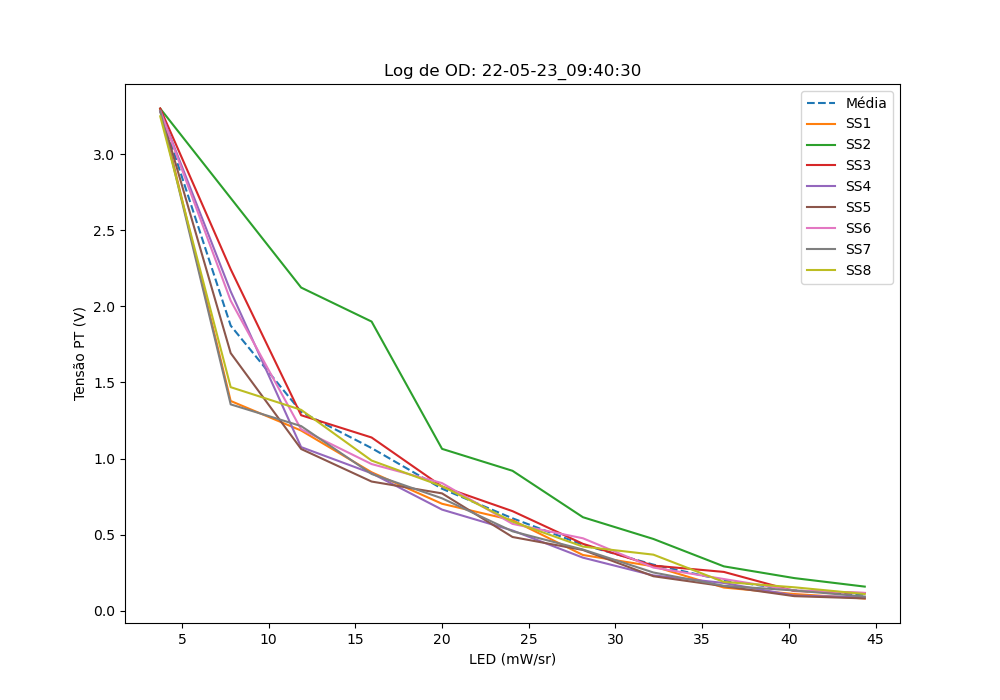 Log de OD: 22-05-23_09:40:30
Média
SS1
SS2
SS3
SS4
SS5
SS6
SS7
SS8
Tensão PT (V)
3.0
2.5
2.0
1.5
1.0
0.5
0.0
5 10 15 20 25 30 35 40 45
LED (mW/sr)